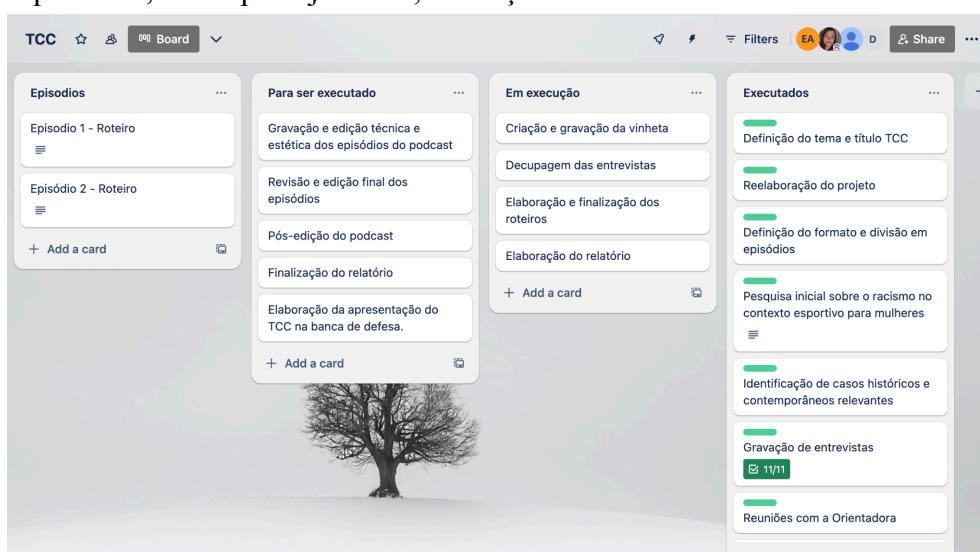 TCC
Board
Filters
EA
D
Share
Episodios
Episodio 1 - Roteiro
Episódio 2 - Roteiro
+ Add a card
Para ser executado
Gravação e edição técnica e
estética dos episódios do podcast
Revisão e edição final dos
episódios
Pós-edição do podcast
Finalização do relatório
Elaboração da apresentação do
TCC na banca de defesa.
+ Add a card
Em execução
Criação e gravação da vinheta
Decupagem das entrevistas
Elaboração e finalização dos
roteiros
Elaboração do relatório
+ Add a card
Executados
Definição do tema e título TCC
Reelaboração do projeto
Definição do formato e divisão em
episódios
Pesquisa inicial sobre o racismo no
contexto esportivo para mulheres
Identificação de casos históricos e
contemporâneos relevantes
Gravação de entrevistas
11/11
Reuniões com a Orientadora